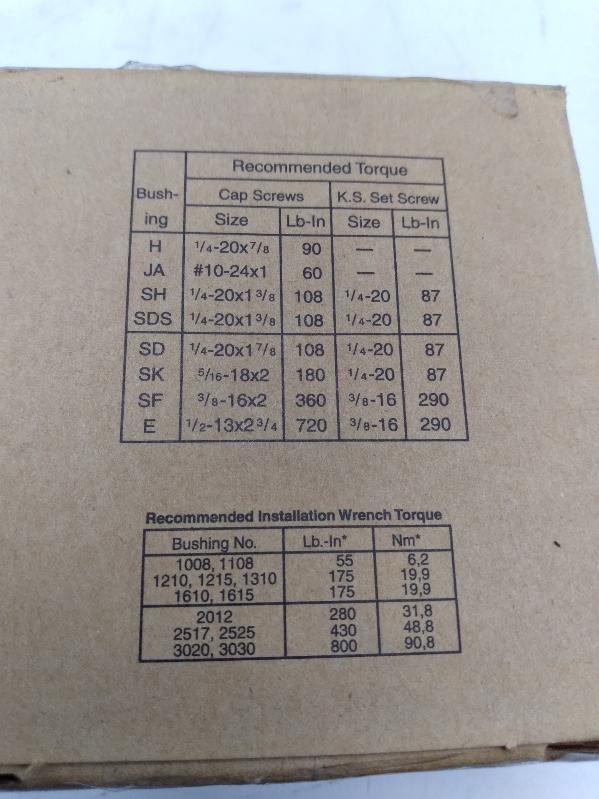 Recommended Torque
Bush-ing Cap Screws K.S. Set Screw
Size Lb-In Size Lb-In
H 1/4-20x7/8 90 — —
JA #10-24x1 60 — —
SH 1/4-20x1 3/8 108 1/4-20 87
SDS 1/4-20x1 3/8 108 1/4-20 87
SD 1/4-20x1 7/8 108 1/4-20 87
SK 5/16-18x2 180 1/4-20 87
SF 3/8-16x2 360 3/8-16 290
E 1/2-13x2 3/4 720 3/8-16 290
Recommended Installation Wrench Torque
Bushing No. Lb.-In* Nm*
1008, 1108 55 6,2
1210, 1215, 1310 175 19,9
1610, 1615 175 19,9
2012 280 31,8
2517, 2525 430 48,8
3020, 3030 800 90,8